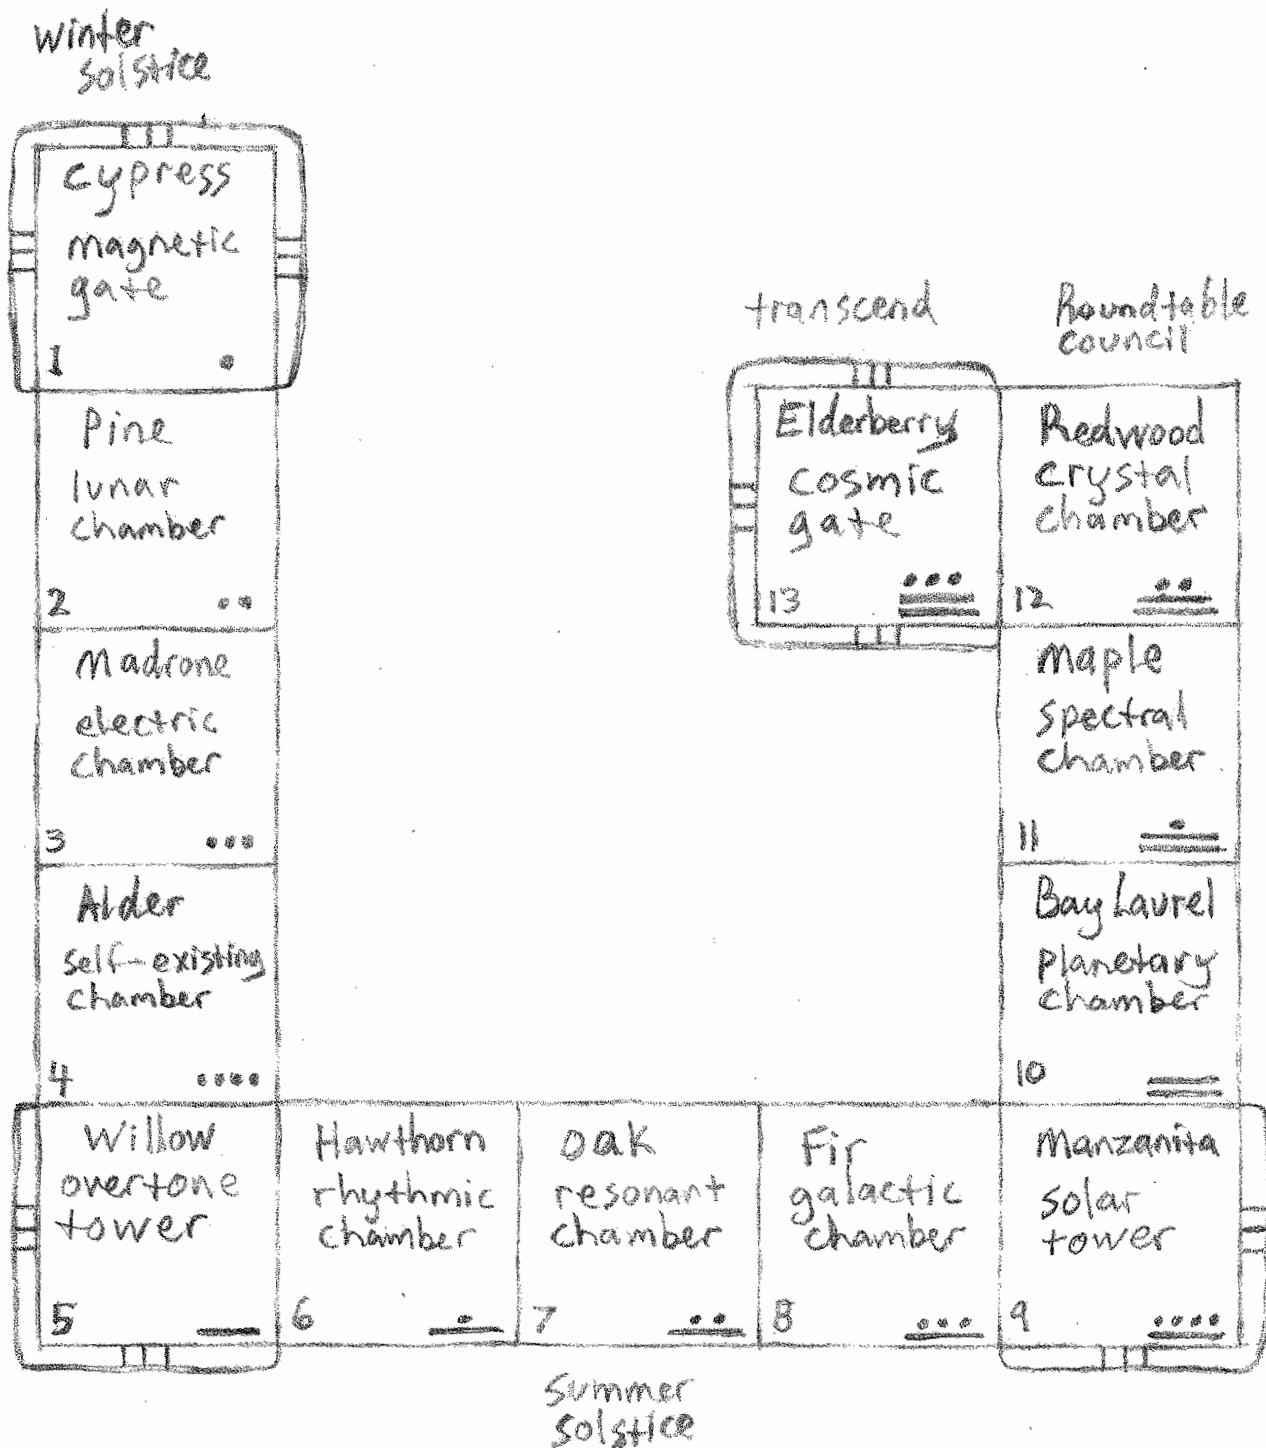 Winter
solstice
cypress
magnetic
gate
1
Pine
lunar
chamber
2
Madrone
electric
chamber
3
Alder
self-existing
chamber
4
Willow
overtone
tower
5
Hawthorn
rhythmic
chamber
6
oak
resonant
chamber
7
Fir
galactic
chamber
8
Manzanita
solar
tower
9
Bay Laurel
planetary
chamber
10
maple
spectral
chamber
11
Roundtable
council
Redwood
crystal
chamber
12
transcend
Elderberry
cosmic
gate
13
summer
solstice